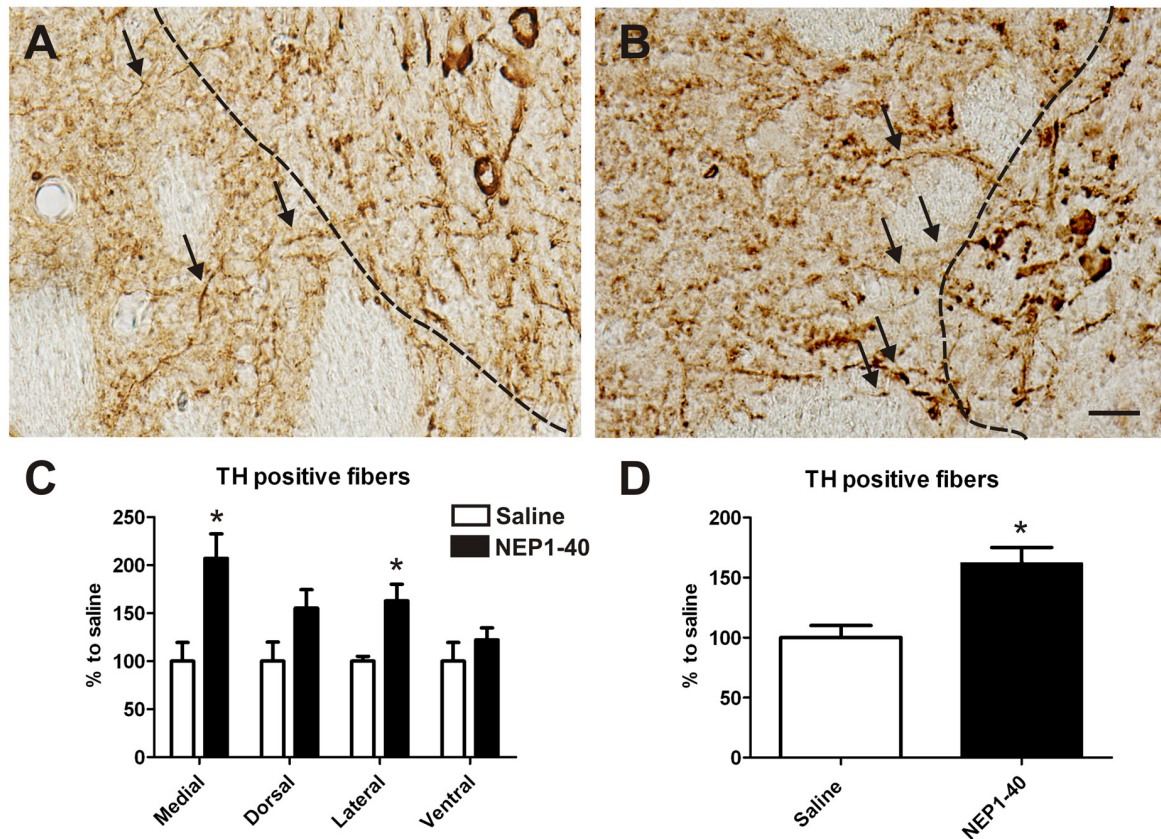 A
B
C
TH positive fibers
*
*
Saline
NEP1-40
% to saline
250
200
150
100
50
0
Medial
Dorsal
Lateral
Ventral
D
TH positive fibers
*
% to saline
200
150
100
50
0
Saline
NEP1-40